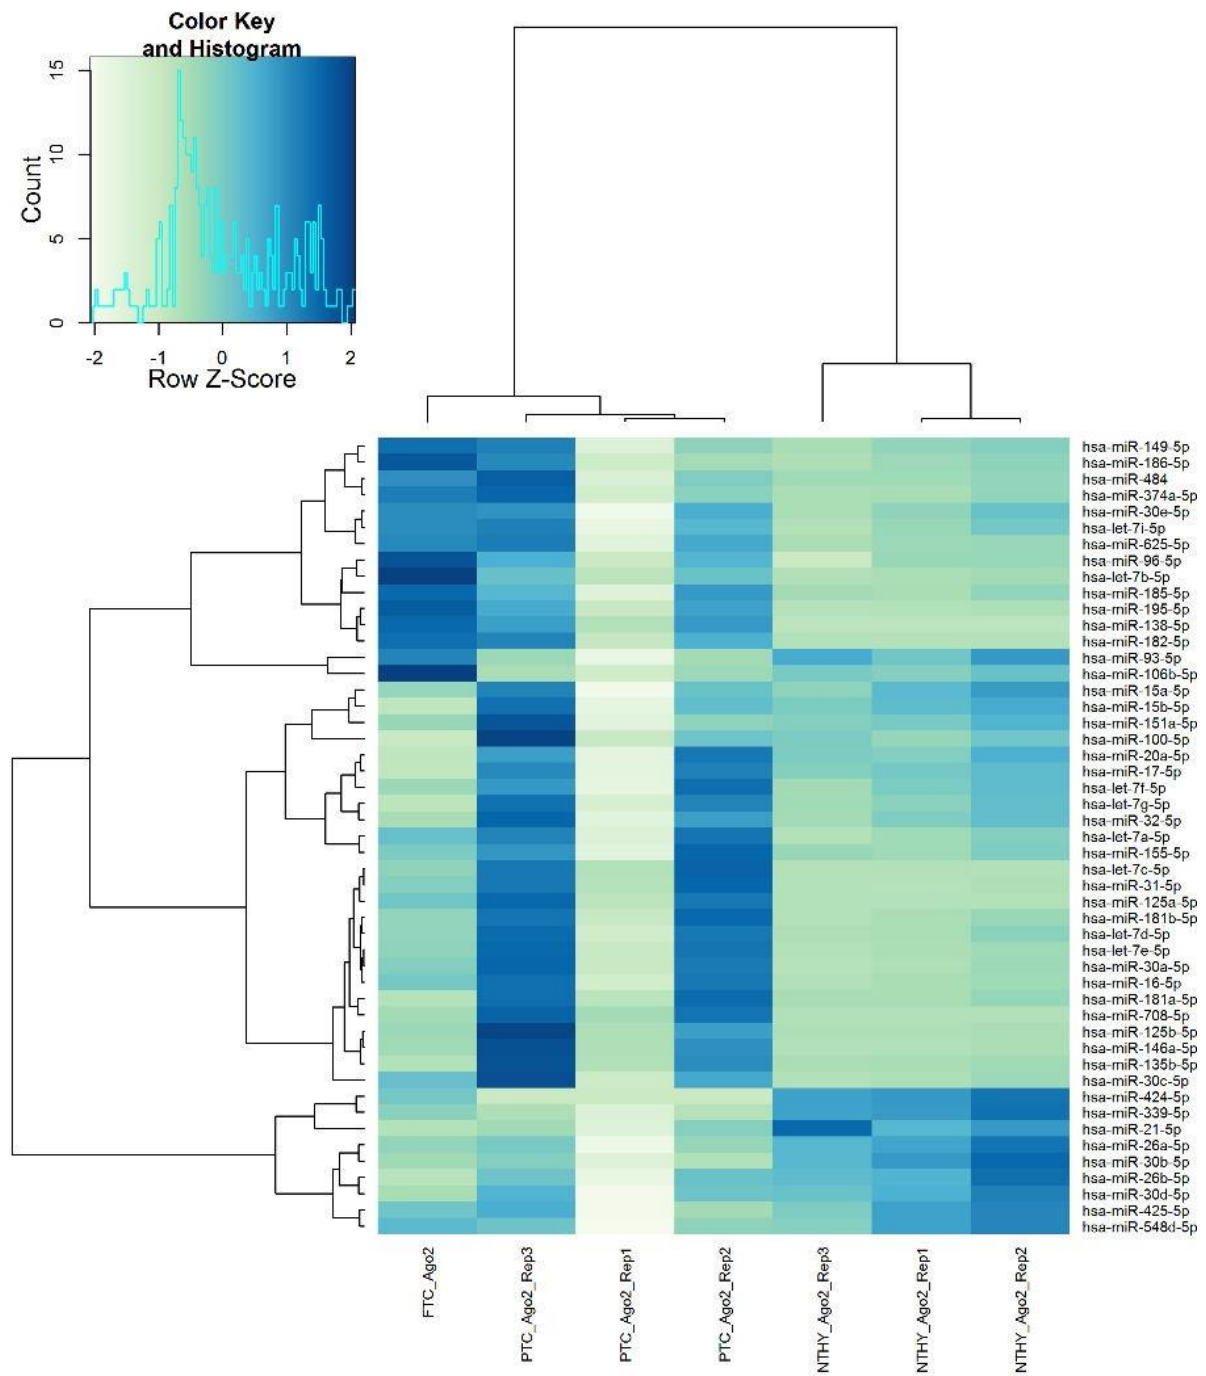 Color Key
and Histogram
Count
0
5
10
15
-2 -1 0 1 2
Row Z-Score
hsa-miR-149-5p
hsa-miR-186-5p
hsa-miR-484
hsa-miR-374a-5p
hsa-miR-30e-5p
hsa-let-7i-5p
hsa-miR-625-5p
hsa-miR-96-5p
hsa-let-7b-5p
hsa-miR-185-5p
hsa-miR-195-5p
hsa-miR-138-5p
hsa-miR-182-5p
hsa-miR-93-5p
hsa-miR-106b-5p
hsa-miR-15a-5p
hsa-miR-15b-5p
hsa-miR-151a-5p
hsa-miR-100-5p
hsa-miR-20a-5p
hsa-miR-17-5p
hsa-let-7f-5p
hsa-let-7g-5p
hsa-miR-32-5p
hsa-let-7a-5p
hsa-miR-155-5p
hsa-let-7c-5p
hsa-miR-31-5p
hsa-miR-125a-5p
hsa-miR-181b-5p
hsa-let-7d-5p
hsa-let-7e-5p
hsa-miR-30a-5p
hsa-miR-16-5p
hsa-miR-181a-5p
hsa-miR-708-5p
hsa-miR-125b-5p
hsa-miR-146a-5p
hsa-miR-135b-5p
hsa-miR-30c-5p
hsa-miR-424-5p
hsa-miR-339-5p
hsa-miR-21-5p
hsa-miR-26a-5p
hsa-miR-30b-5p
hsa-miR-26b-5p
hsa-miR-30d-5p
hsa-miR-425-5p
hsa-miR-548d-5p
FTC_Ago2
PTC_Ago2_Rep3
PTC_Ago2_Rep1
PTC_Ago2_Rep2
NTHY_Ago2_Rep3
NTHY_Ago2_Rep1
NTHY_Ago2_Rep2